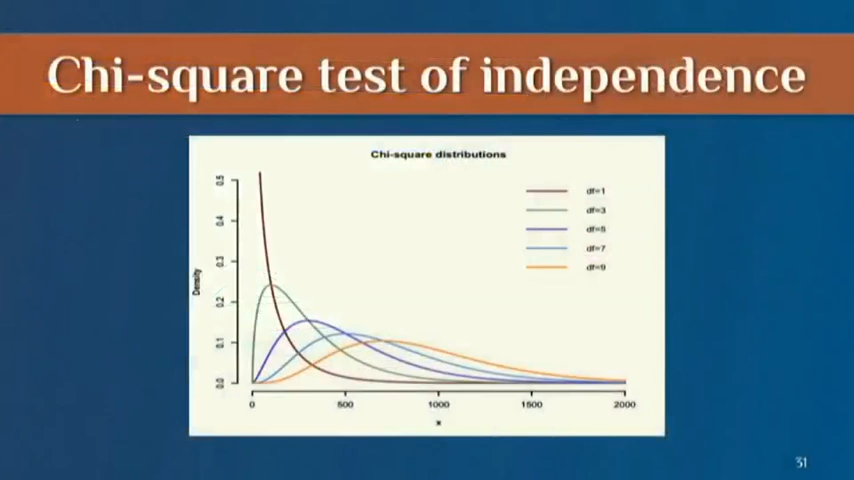 Chi-square test of independence
Chi-square distributions
0.5
0.4
0.3
0.2
0.1
0.0
Density
df=1
df=3
df=5
df=7
df=9
0 500 1000 1500 2000
x
31